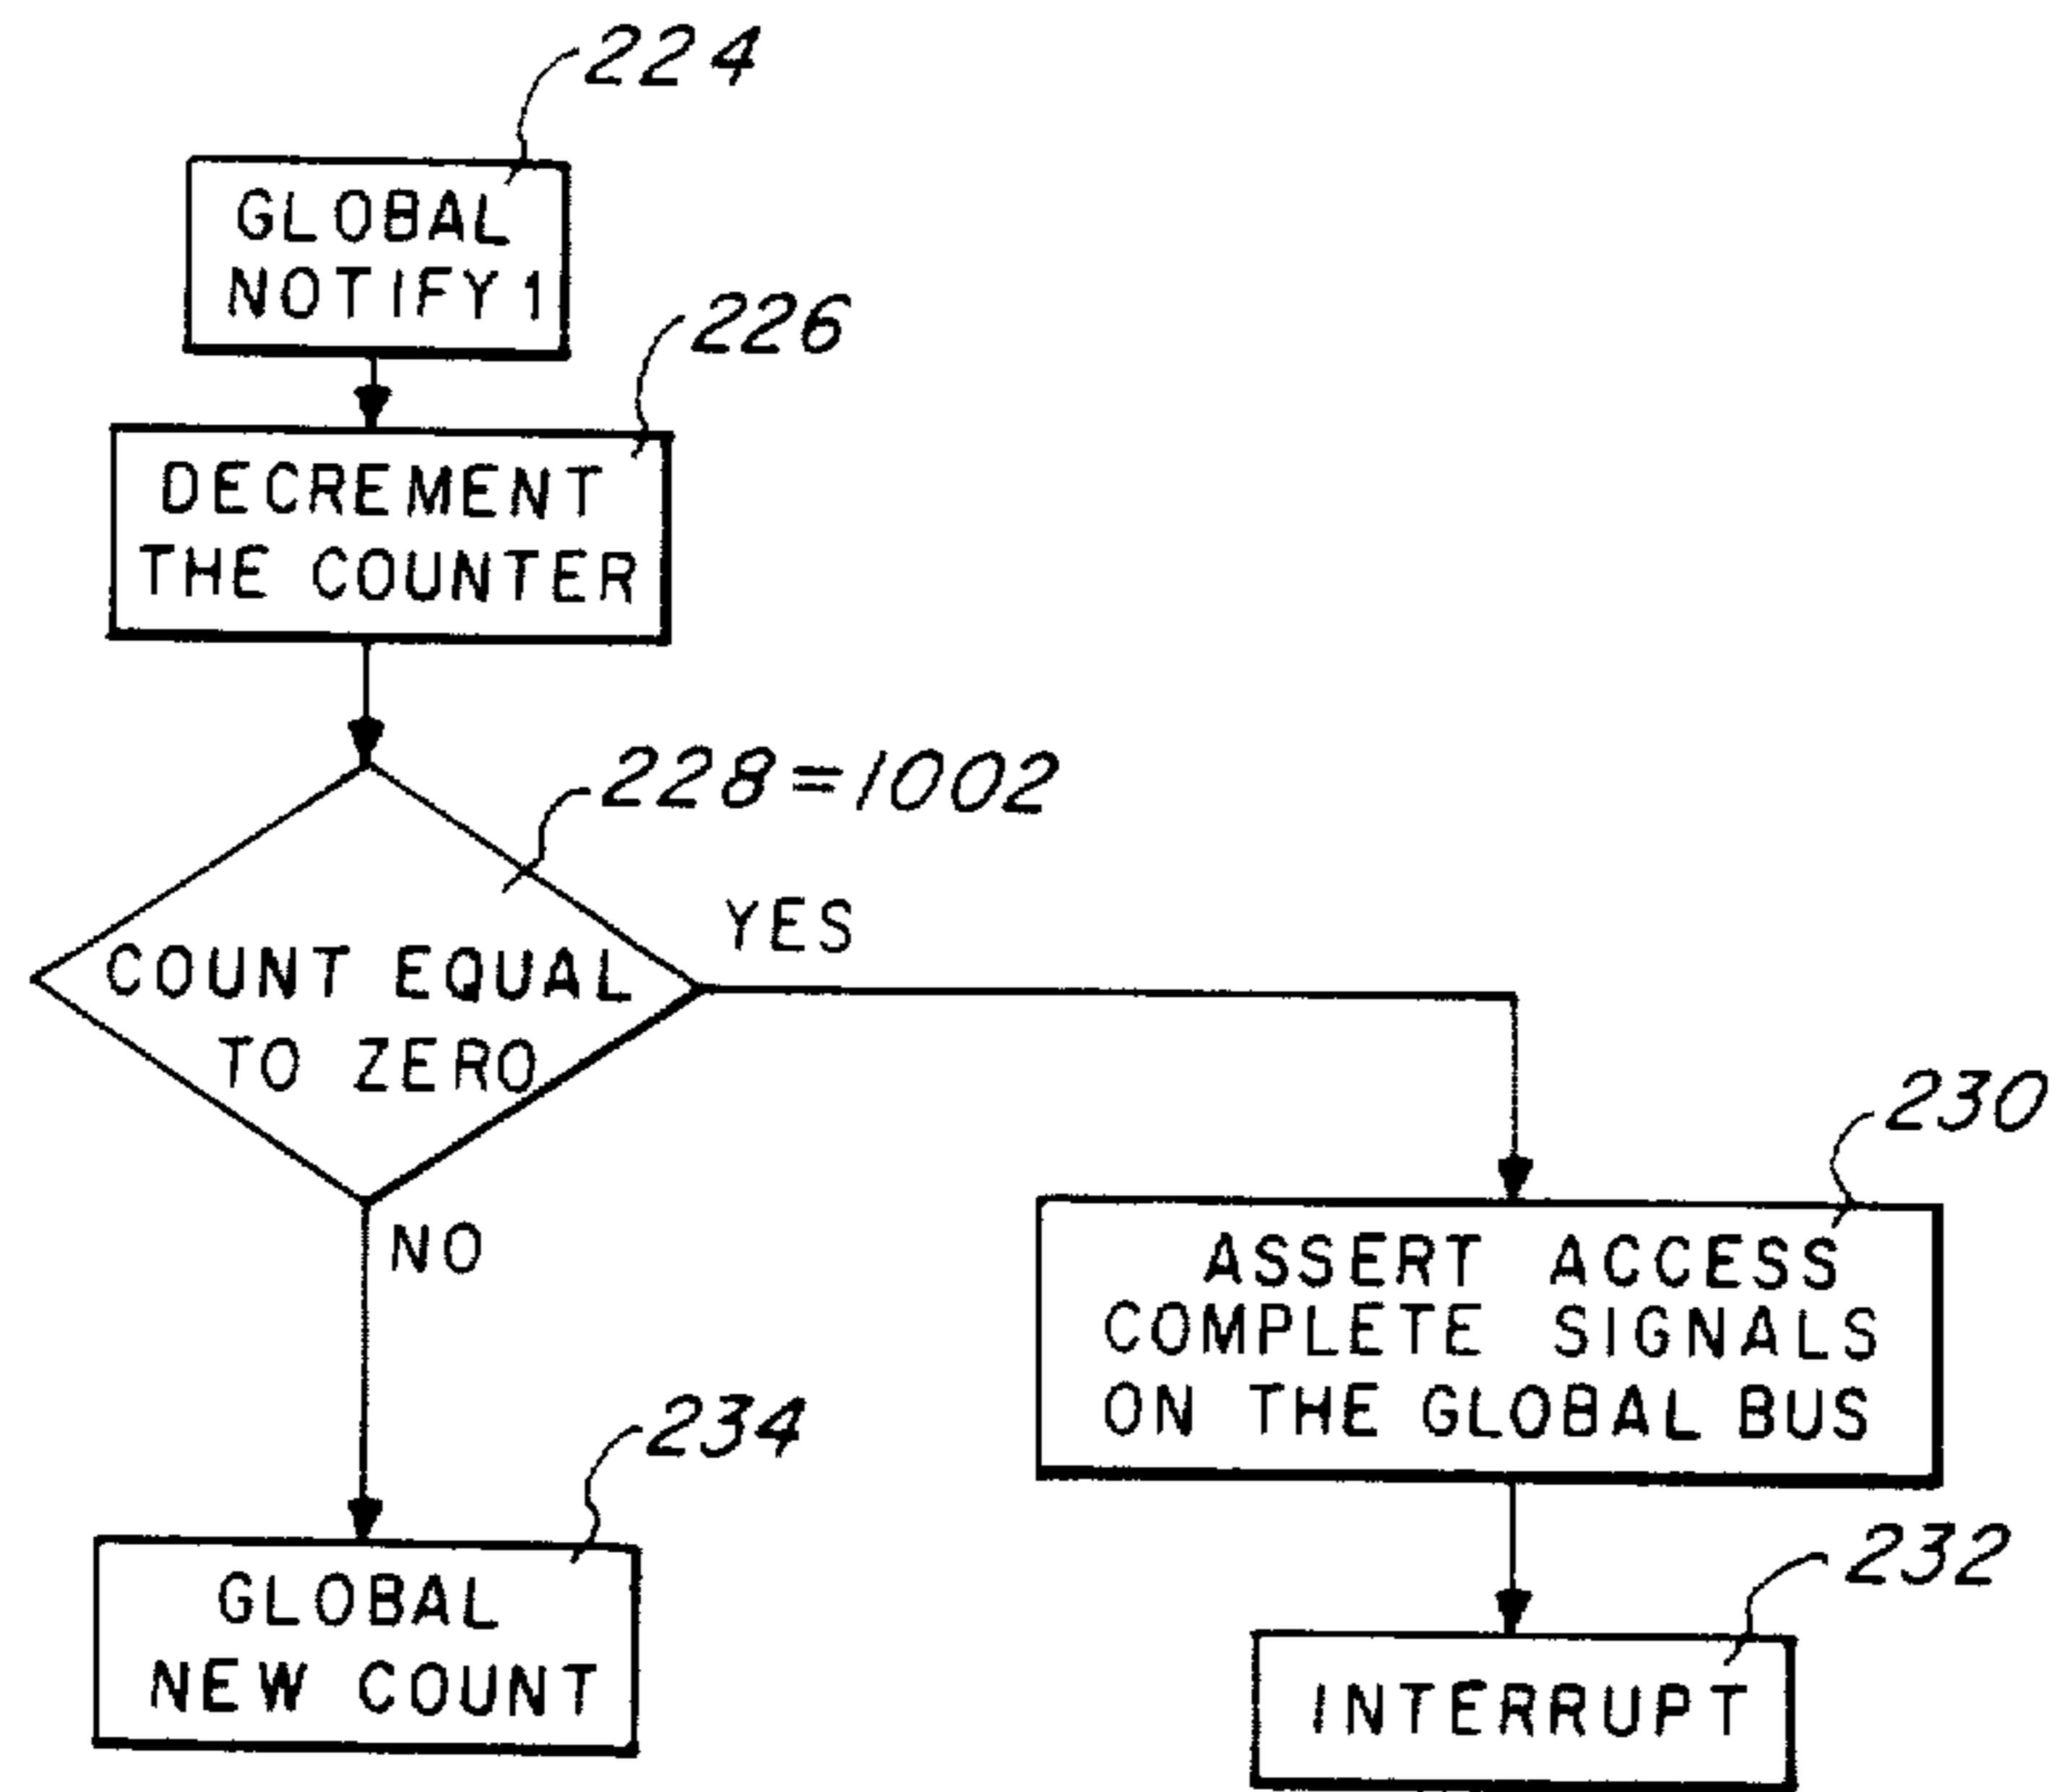 224
GLOBAL
NOTIFY 1
226
DECREMENT
THE COUNTER
228=1002
COUNT EQUAL
TO ZERO
YES
NO
230
ASSERT ACCESS
COMPLETE SIGNALS
ON THE GLOBAL BUS
234
GLOBAL
NEW COUNT
232
INTERRUPT